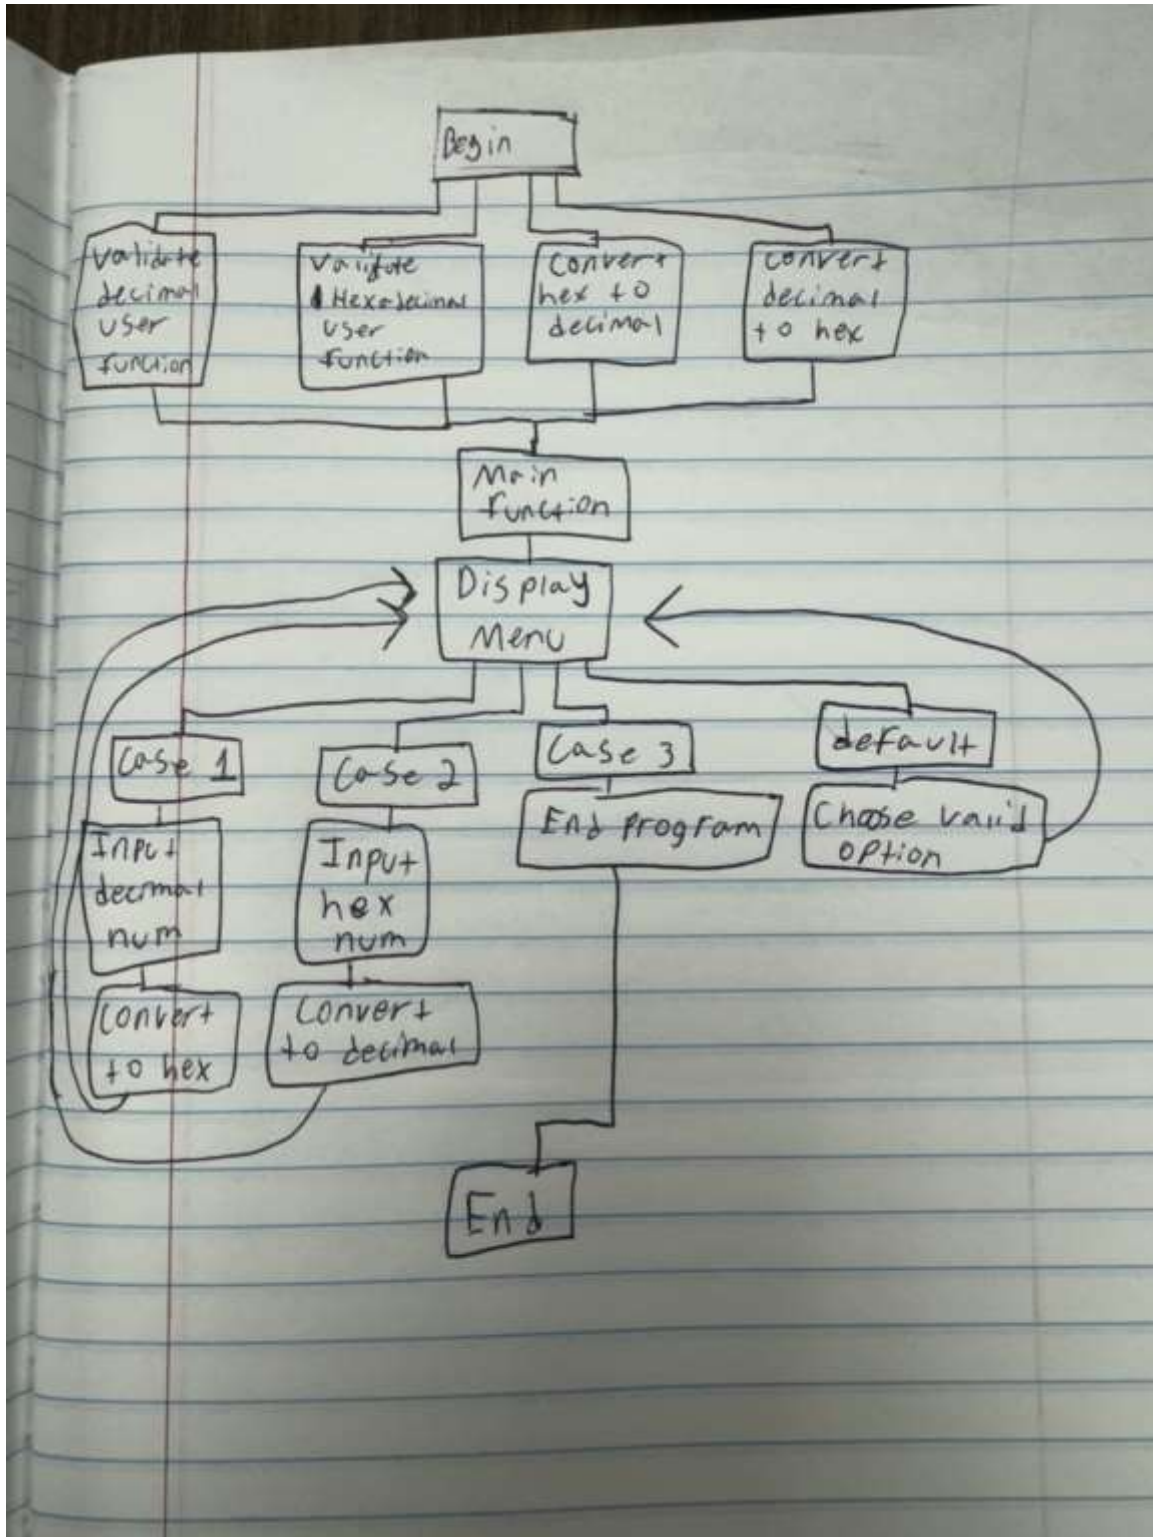 Begin
Validate
decimal
user
function
Validate
Hexadecimal
user
function
Convert
hex to
decimal
Convert
decimal
to hex
Main
function
Display
Menu
Case 1
Case 2
Case 3
default
Input
decimal
num
Input
hex
num
End program
Choose valid
option
Convert
to hex
Convert
to decimal
End